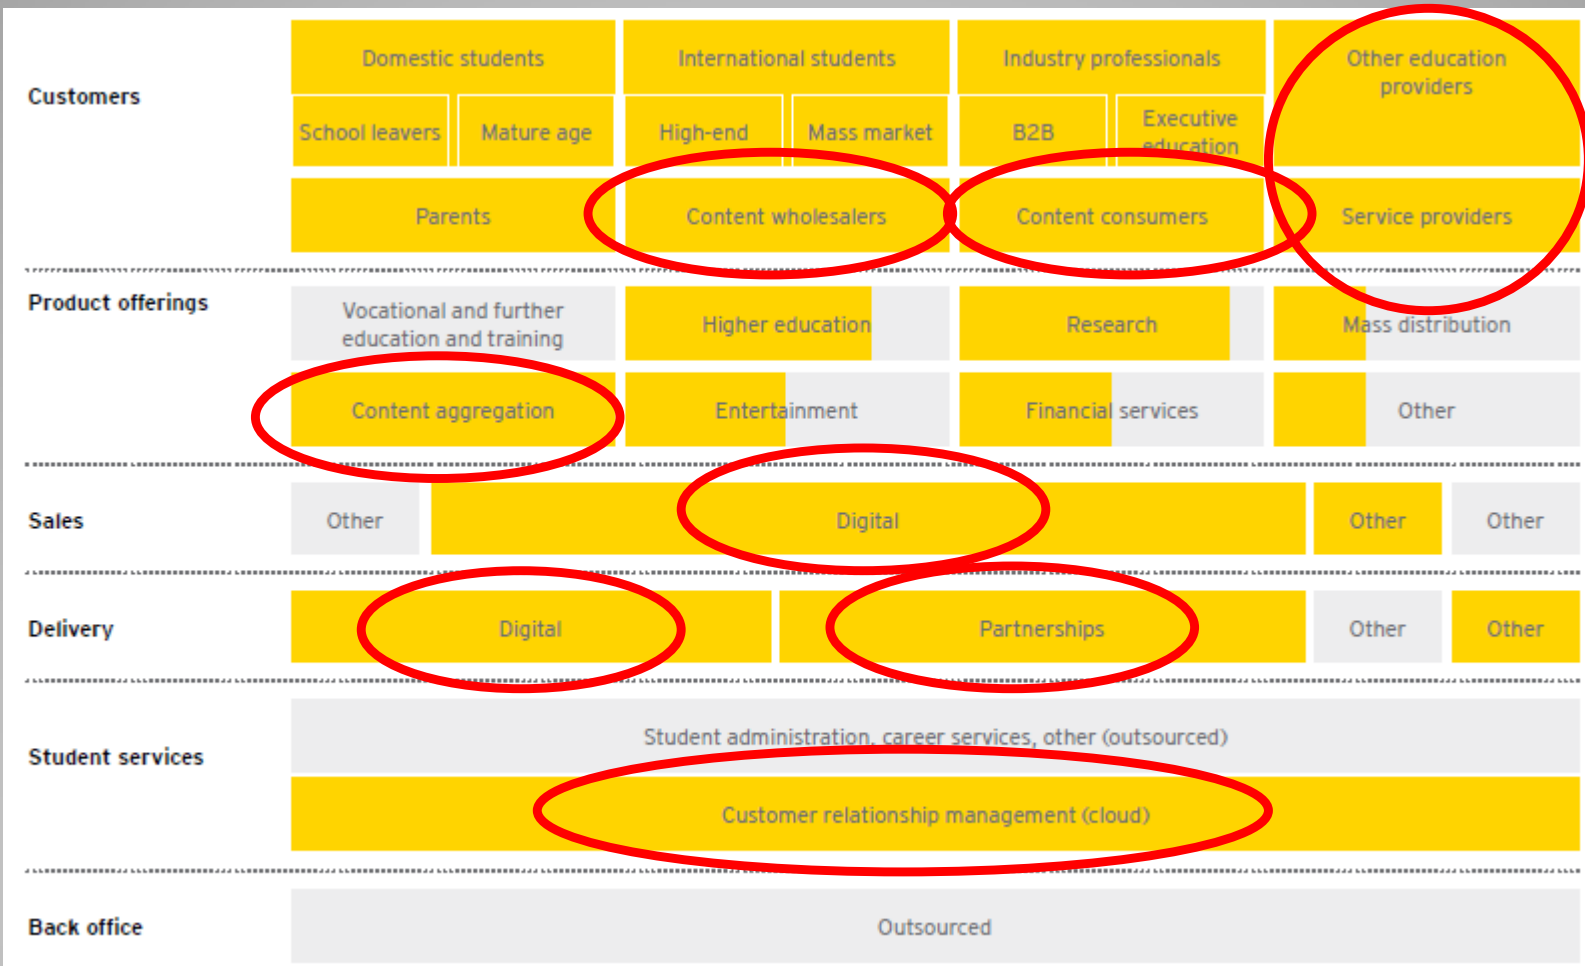 Customers
Domestic students
International students
Industry professionals
Other education
providers
School leavers
Mature age
High-end
Mass market
B2B
Executive
education
Parents
Content wholesalers
Content consumers
Service providers
Product offerings
Vocational and further
education and training
Higher education
Research
Mass distribution
Content aggregation
Entertainment
Financial services
Other
Sales
Other
Digital
Other
Other
Delivery
Digital
Partnerships
Other
Other
Student services
Student administration, career services, other (outsourced)
Customer relationship management (cloud)
Back office
Outsourced